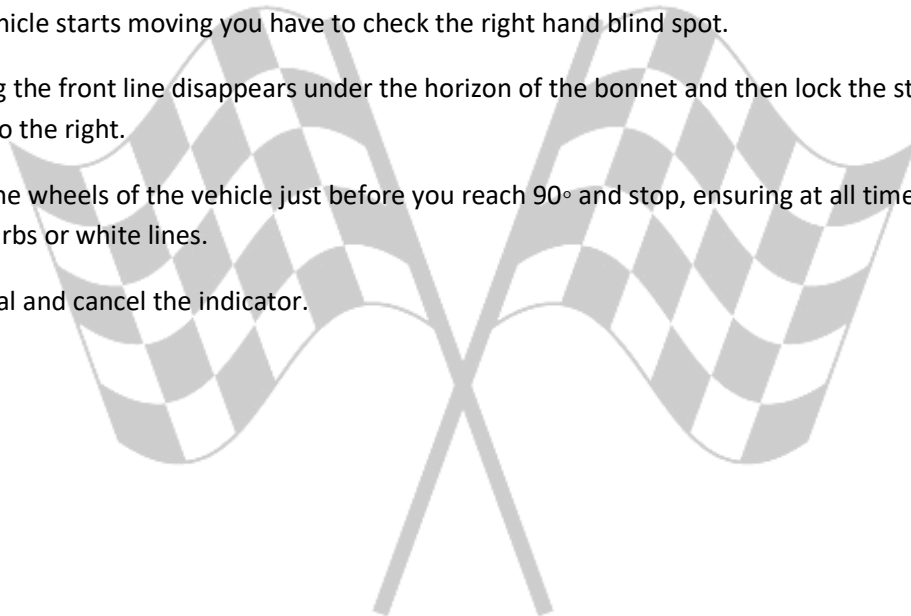 hicle starts moving you have to check the right hand blind spot.
g the front line disappears under the horizon of the bonnet and then lock the st
o the right.
he wheels of the vehicle just before you reach 90° and stop, ensuring at all time
rbs or white lines.
al and cancel the indicator.